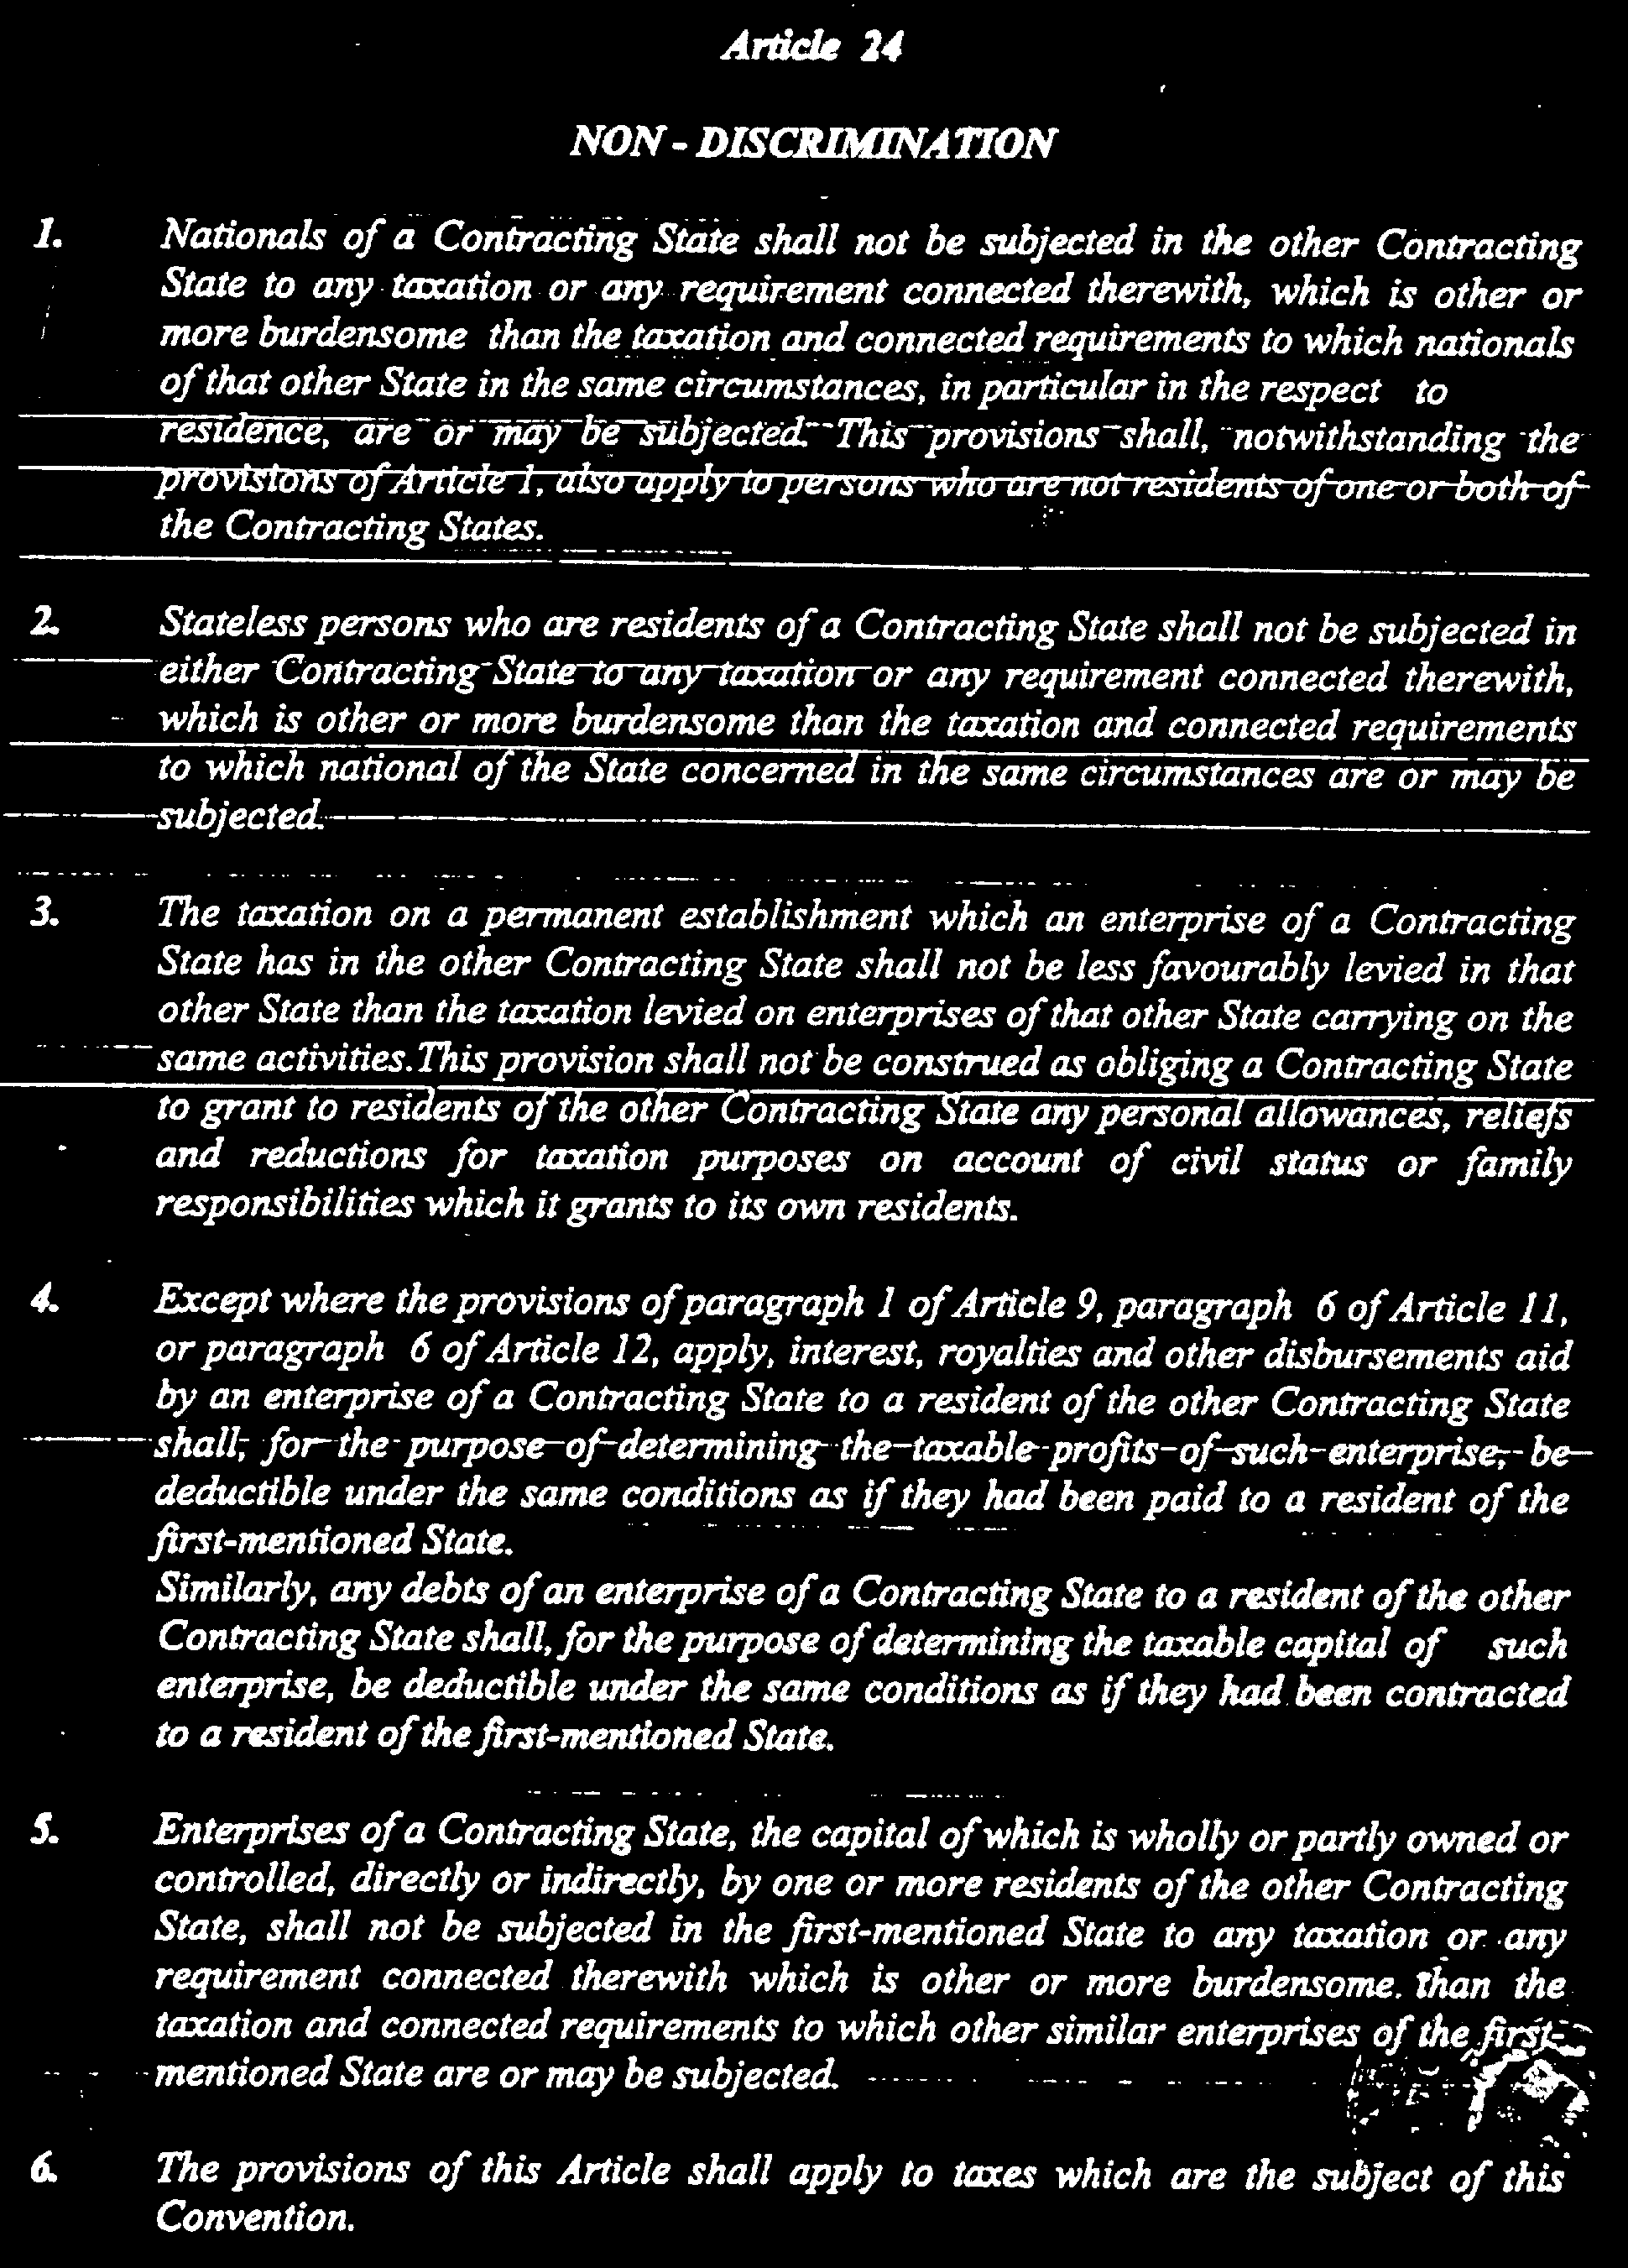 Article 24
NON - DISCRIMINATION
1. Nationals of a Contracting State shall not be subjected in the other Contracting
State to any taxation or any requirement connected therewith, which is other or
more burdensome than the taxation and connected requirements to which nationals
of that other State in the same circumstances, in particular in the respect to
residence, are or may be subjected. This provisions shall, notwithstanding the
provisions of Article 1, also apply to persons who are not residents of one or both of
the Contracting States.
2. Stateless persons who are residents of a Contracting State shall not be subjected in
either Contracting State to any taxation or any requirement connected therewith,
which is other or more burdensome than the taxation and connected requirements
to which national of the State concerned in the same circumstances are or may be
subjected.
3. The taxation on a permanent establishment which an enterprise of a Contracting
State has in the other Contracting State shall not be less favourably levied in that
other State than the taxation levied on enterprises of that other State carrying on the
same activities. This provision shall not be construed as obliging a Contracting State
to grant to residents of the other Contracting State any personal allowances, reliefs
and reductions for taxation purposes on account of civil status or family
responsibilities which it grants to its own residents.
4. Except where the provisions of paragraph 1 of Article 9, paragraph 6 of Article 11,
or paragraph 6 of Article 12, apply, interest, royalties and other disbursements aid
by an enterprise of a Contracting State to a resident of the other Contracting State
shall, for the purpose of determining the taxable profits of such enterprise, be
deductible under the same conditions as if they had been paid to a resident of the
first-mentioned State.
Similarly, any debts of an enterprise of a Contracting State to a resident of the other
Contracting State shall, for the purpose of determining the taxable capital of such
enterprise, be deductible under the same conditions as if they had been contracted
to a resident of the first-mentioned State.
5. Enterprises of a Contracting State, the capital of which is wholly or partly owned or
controlled, directly or indirectly, by one or more residents of the other Contracting
State, shall not be subjected in the first-mentioned State to any taxation or any
requirement connected therewith which is other or more burdensome. than the
taxation and connected requirements to which other similar enterprises of the first-
mentioned State are or may be subjected.
6. The provisions of this Article shall apply to taxes which are the subject of this
Convention.